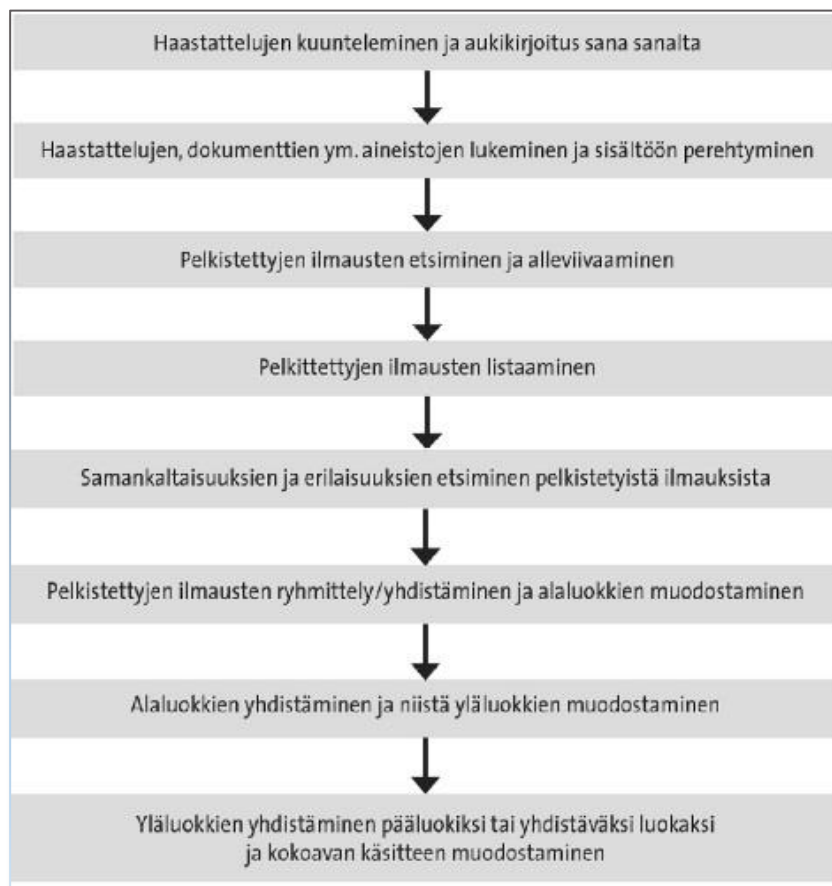 Haastattelujen kuunteleminen ja aukikirjoitus sana sanalta
Haastattelujen, dokumenttien ym. aineistojen lukeminen ja sisältöön perehtyminen
Pelkistettyjen ilmausten etsiminen ja alleviivaaminen
Pelkittettyjen ilmausten listaaminen
Samankaltaisuuksien ja erilaisuuksien etsiminen pelkistetyistä ilmauksista
Pelkistettyjen ilmausten ryhmittely/yhdistäminen ja alaluokkien muodostaminen
Alaluokkien yhdistäminen ja niistä yläluokkien muodostaminen
Yläluokkien yhdistäminen pääluokiksi tai yhdistäväksi luokaksi
ja kokoavan käsitteen muodostaminen